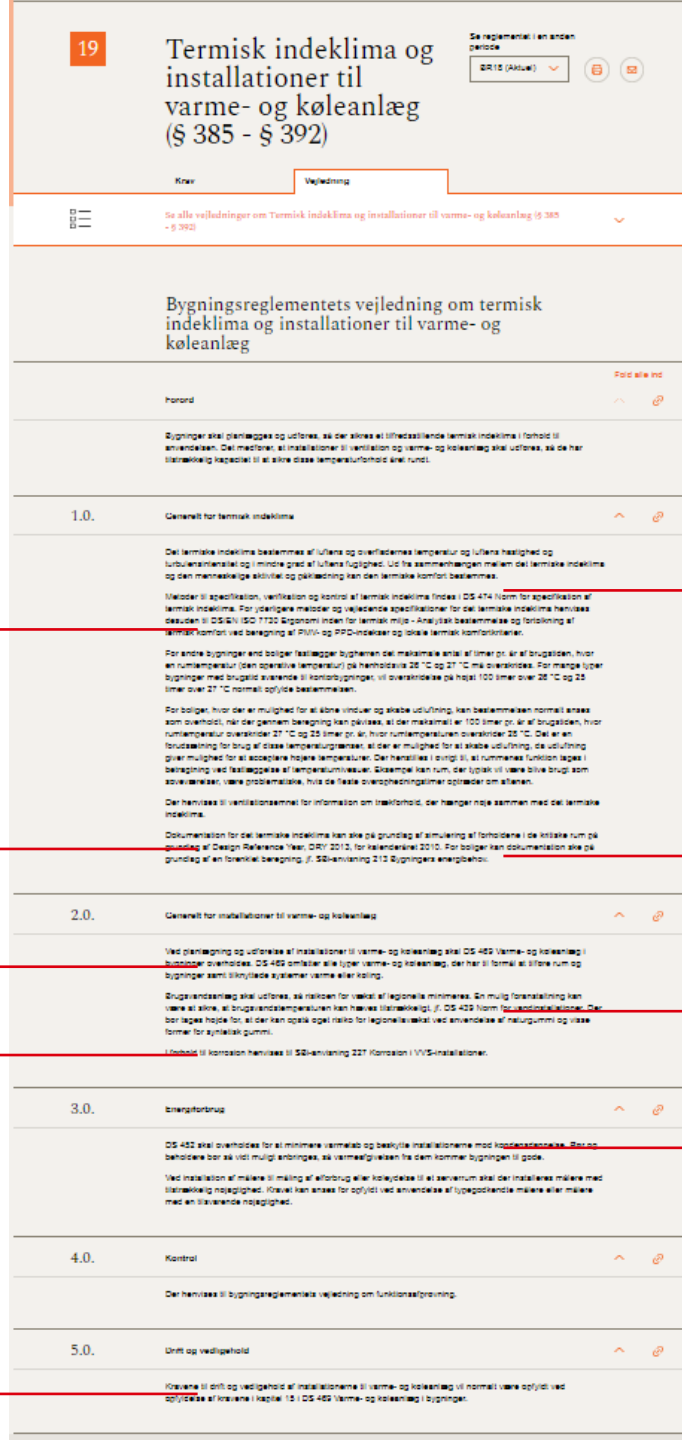 19
Termisk indeklima og
installationer til
varme- og køleanlæg
(§ 385 - § 392)
Se reglementet i en anden
periode
BR18 (Aktuel)
Krav
Vejledning
Se alle vejledninger om Termisk indeklima og installationer til varme- og køleanlæg (§ 385
- § 392)
Bygningsreglementets vejledning om termisk
indeklima og installationer til varme- og
køleanlæg
Fold alle ind
Forord
Bygninger skal planlægges og udføres, så der sikres et tilfredsstillende termisk indeklima i forhold til
anvendelsen. Det medfører, at installationer til ventilation og varme- og køleanlæg skal udføres, så de har
tilstrækkelig kapacitet til at sikre disse temperaturforhold året rundt.
1.0.
Generelt for termisk indeklima
Det termiske indeklima bestemmes af luftens og overfladernes temperatur og luftens hastighed og
turbulensintensitet og i mindre grad af luftens fugtighed. Ud fra sammenhængen mellem det termiske indeklima
og den menneskelige aktivitet og påklædning kan den termiske komfort bestemmes.
Metoder til specifikation, verifikation og kontrol af termisk indeklima findes i DS 474 Norm for specifikation af
termisk indeklima. For yderligere metoder og vejledende specifikationer for det termiske indeklima henvises
desuden til DS/EN ISO 7730 Ergonomi inden for termisk miljø - Analytisk bestemmelse og fortolkning af
termisk komfort ved beregning af PMV- og PPD-indekser og lokale termisk komfortkriterier.
For andre bygninger end boliger fastlægger bygherren det maksimale antal af timer pr. år af brugstiden, hvor
en rumtemperatur (den operative temperatur) på henholdsvis 26 °C og 27 °C må overskrides. For mange typer
bygninger med brugstid svarende til kontorbygninger, vil overskridelse på højst 100 timer over 26 °C og 25
timer over 27 °C normalt opfylde bestemmelsen.
For boliger, hvor der er mulighed for at åbne vinduer og skabe udluftning, kan bestemmelsen normalt anses
som overholdt, når der gennem beregning kan påvises, at der maksimalt er 100 timer pr. år af brugstiden, hvor
rumtemperatur overskrider 27 °C og 25 timer pr. år, hvor rumtemperaturen overskrider 28 °C. Det er en
forudsætning for brug af disse temperaturgrænser, at der er mulighed for at skabe udluftning, da udluftning
giver mulighed for at acceptere højere temperaturer. Der henstilles i øvrigt til, at rummenes funktion tages i
betragtning ved fastlæggelse af temperaturniveauer. Eksempel kan rum, der typisk vil være blive brugt som
soveværelser, være problematiske, hvis de fleste overophedningstimer optræder om aftenen.
Der henvises til ventilationsemnet for information om trækforhold, der hænger nøje sammen med det termiske
indeklima.
Dokumentation for det termiske indeklima kan ske på grundlag af simulering af forholdene i de kritiske rum på
grundlag af Design Reference Year, DRY 2013, for kalenderåret 2010. For boliger kan dokumentation ske på
grundlag af en forenklet beregning, jf. SBi-anvisning 213 Bygningers energibehov.
2.0.
Generelt for installationer til varme- og køleanlæg
Ved planlægning og udførelse af installationer til varme- og køleanlæg skal DS 469 Varme- og køleanlæg i
bygninger overholdes. DS 469 omfatter alle typer varme- og køleanlæg, der har til formål at tilføre rum og
bygninger samt tilknyttede systemer varme eller køling.
Brugsvandsanlæg skal udføres, så risikoen for vækst af legionella minimeres. En mulig foranstaltning kan
være at sikre, at brugsvandstemperaturen kan hæves tilstrækkeligt, jf. DS 439 Norm for vandinstallationer. Der
bør tages højde for, at der kan opstå øget risiko for legionellavækst ved anvendelse af naturgummi og visse
former for syntetisk gummi.
I forhold til korrosion henvises til SBi-anvisning 227 Korrosion i VVS-installationer.
3.0.
Energiforbrug
DS 452 skal overholdes for at minimere varmetab og beskytte installationerne mod kondensdannelse. Rør og
beholdere bør så vidt muligt anbringes, så varmeafgivelsen fra dem kommer bygningen til gode.
Ved installation af målere til måling af elforbrug eller køleydelse til et serverrum skal der installeres målere med
tilstrækkelig nøjagtighed. Kravet kan anses for opfyldt ved anvendelse af typegodkendte målere eller målere
med en tilsvarende nøjagtighed.
4.0.
Kontrol
Der henvises til bygningsreglementets vejledning om funktionsafprøvning.
5.0.
Drift og vedligehold
Kravene til drift og vedligehold af installationerne til varme- og køleanlæg vil normalt være opfyldt ved
opfyldelse af kravene i kapitel 15 i DS 469 Varme- og køleanlæg i bygninger.